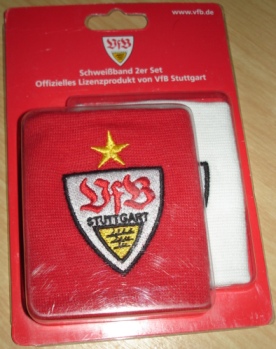 www.vfb.de
VfB
Schweißband 2er Set
Offizielles Lizenzprodukt von VfB Stuttgart
VfB
STUTTGART